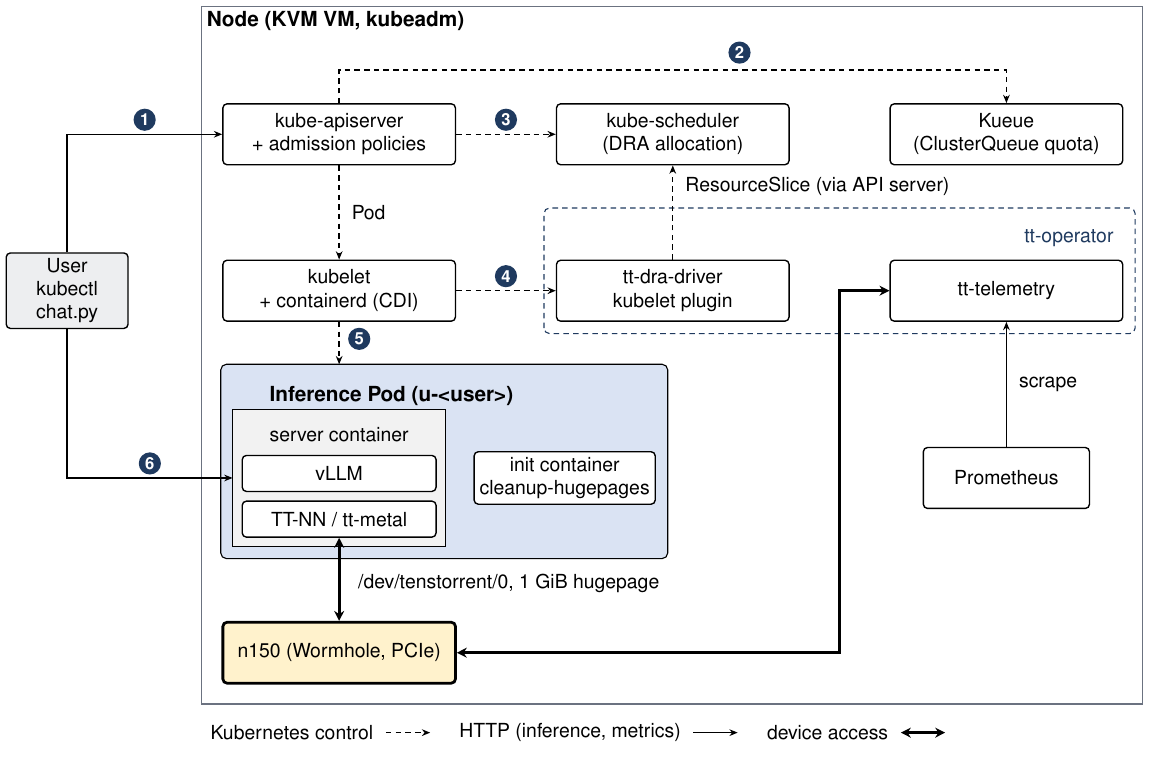 Node (KVM VM, kubeadm)
2
1
kube-apiserver
+ admission policies
3
kube-scheduler
(DRA allocation)
Kueue
(ClusterQueue quota)
ResourceSlice (via API server)
Pod
tt-operator
User
kubectl
chat.py
kubelet
+ containerd (CDI)
4
tt-dra-driver
kubelet plugin
tt-telemetry
5
scrape
Inference Pod (u-<user>)
server container
6
vLLM
init container
cleanup-hugepages
Prometheus
TT-NN / tt-metal
/dev/tenstorrent/0, 1 GiB hugepage
n150 (Wormhole, PCIe)
Kubernetes control
HTTP (inference, metrics)
device access